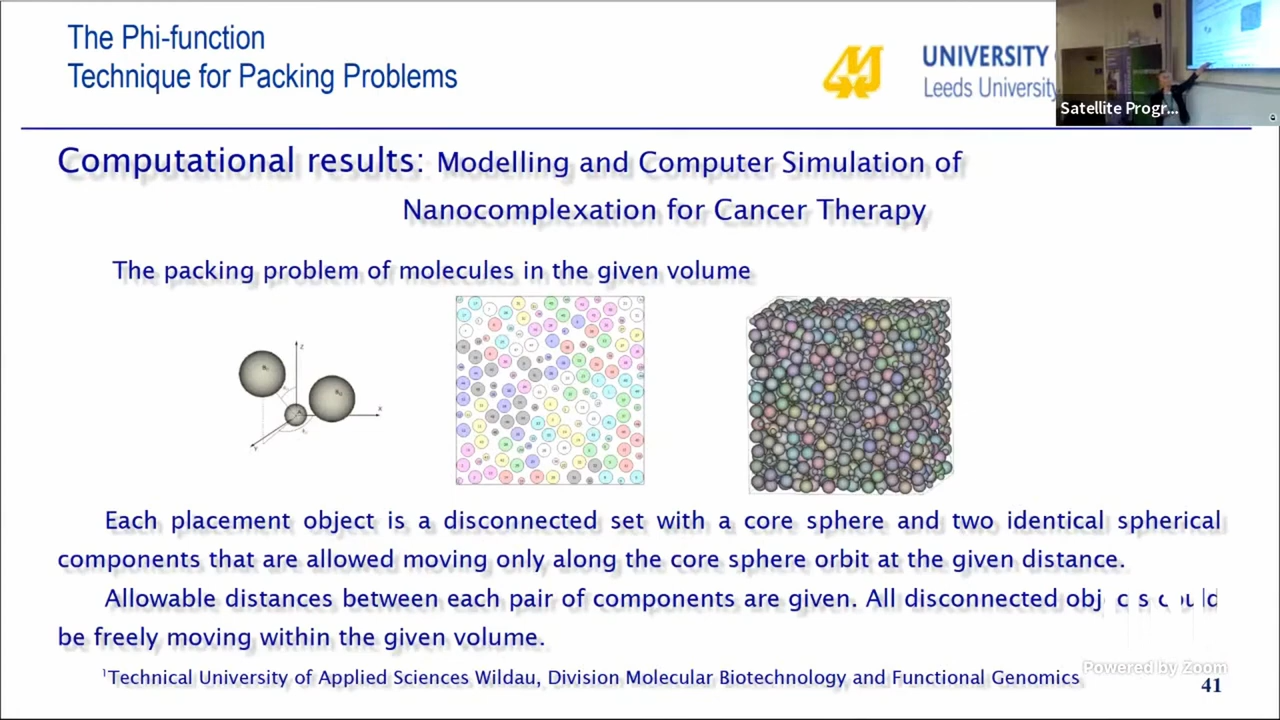 The Phi-function
Technique for Packing Problems
UNIVERSITY
Leeds University
Satellite Progr...
Computational results: Modelling and Computer Simulation of
Nanocomplexation for Cancer Therapy
The packing problem of molecules in the given volume
Z
X
Y
Each placement object is a disconnected set with a core sphere and two identical spherical
components that are allowed moving only along the core sphere orbit at the given distance.
Allowable distances between each pair of components are given. All disconnected
be freely moving within the given volume.
Powered by Zoom
1Technical University of Applied Sciences Wildau, Division Molecular Biotechnology and Functional Genomics
41